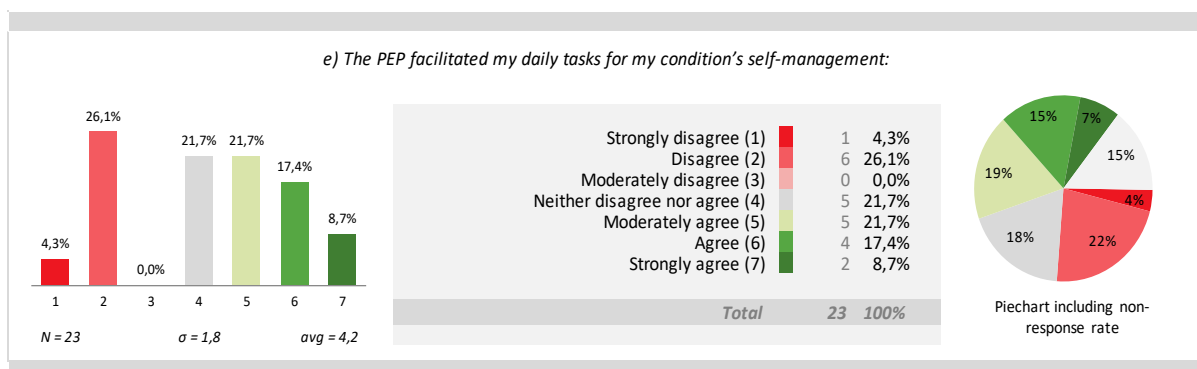 e) The PEP facilitated my daily tasks for my condition's self-management:
26,1%
21,7%
21,7%
17,4%
8,7%
4,3%
0,0%
1 2 3 4 5 6 7
N = 23 σ = 1,8 avg = 4,2
Strongly disagree (1) 1 4,3%
Disagree (2) 6 26,1%
Moderately disagree (3) 0 0,0%
Neither disagree nor agree (4) 5 21,7%
Moderately agree (5) 5 21,7%
Agree (6) 4 17,4%
Strongly agree (7) 2 8,7%
Total 23 100%
15%
7%
15%
19%
4%
18%
22%
Piechart including non-
response rate